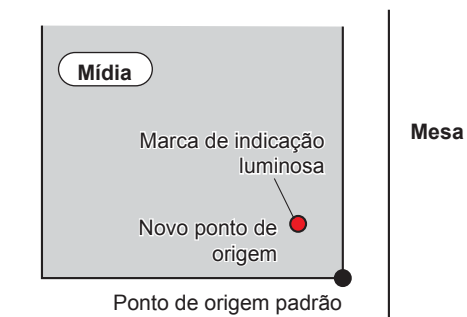 Mídia
Mesa
Marca de indicação
luminosa
Novo ponto de
origem
Ponto de origem padrão